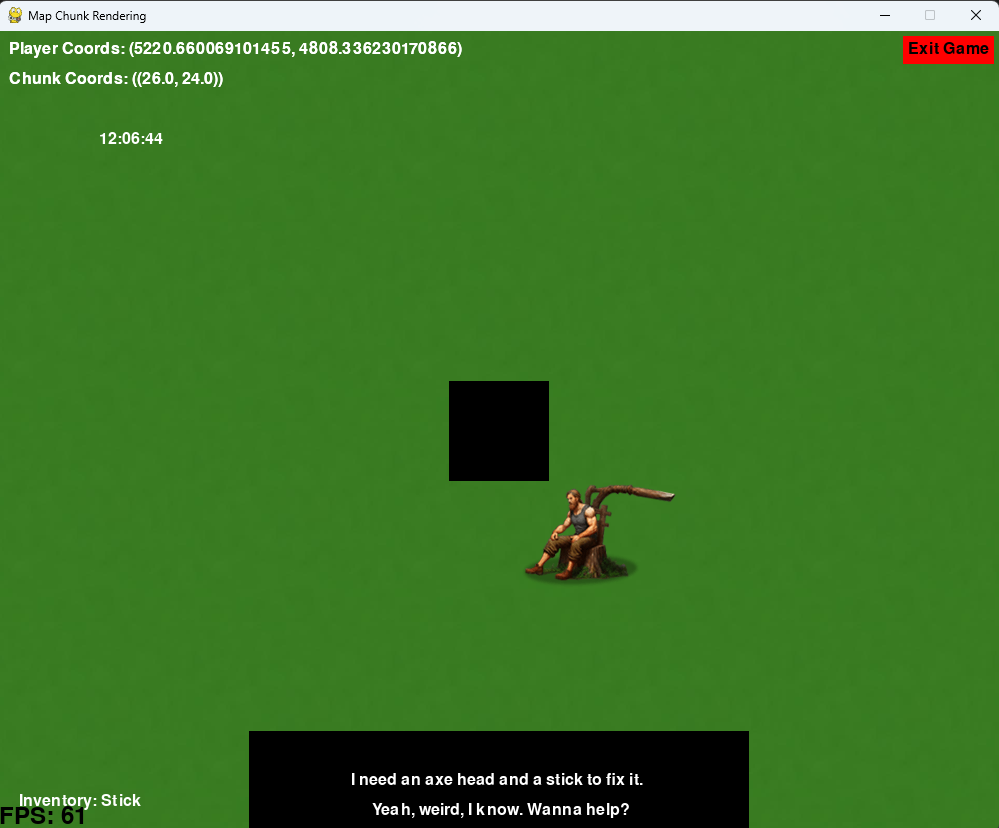 Map Chunk Rendering
Player Coords: (5220.660069101455, 4808.336230170866)
Exit Game
Chunk Coords: ((26.0, 24.0))
12:06:44
I need an axe head and a stick to fix it.
Yeah, weird, I know. Wanna help?
Inventory: Stick
FPS: 61